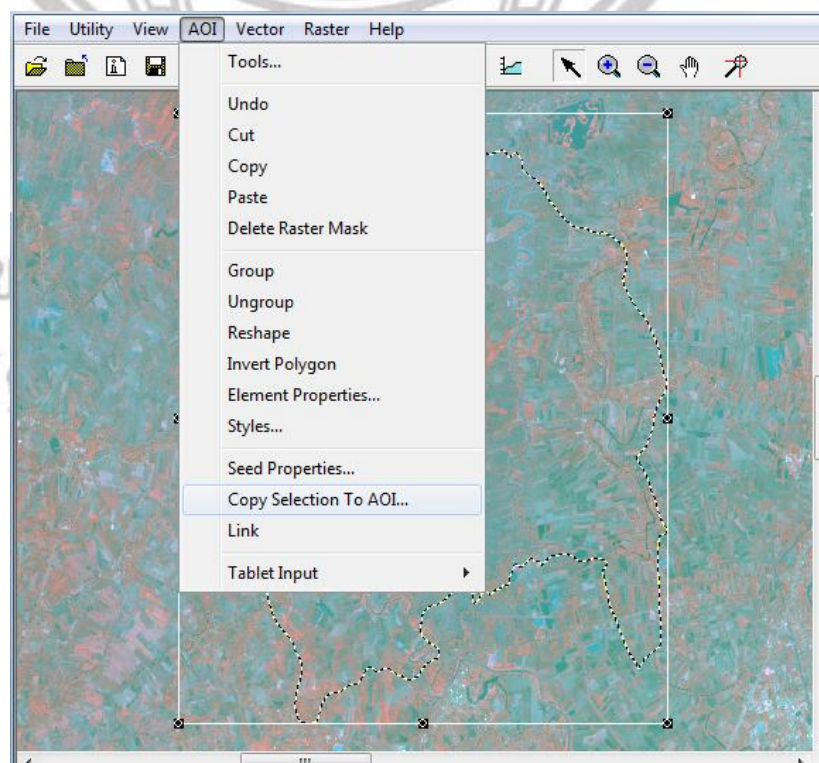 File Utility View AOI Vector Raster Help
Tools...
Undo
Cut
Copy
Paste
Delete Raster Mask
Group
Ungroup
Reshape
Invert Polygon
Element Properties...
Styles...
Seed Properties...
Copy Selection To AOI...
Link
Tablet Input